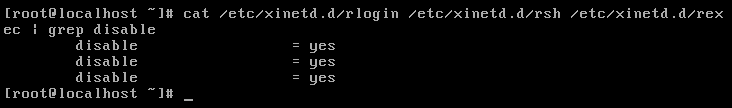 [root@localhost ~]# cat /etc/xinetd.d/rlogin /etc/xinetd.d/rsh /etc/xinetd.d/rex
ec | grep disable
        disable                 = yes
        disable                 = yes
        disable                 = yes
[root@localhost ~]# _